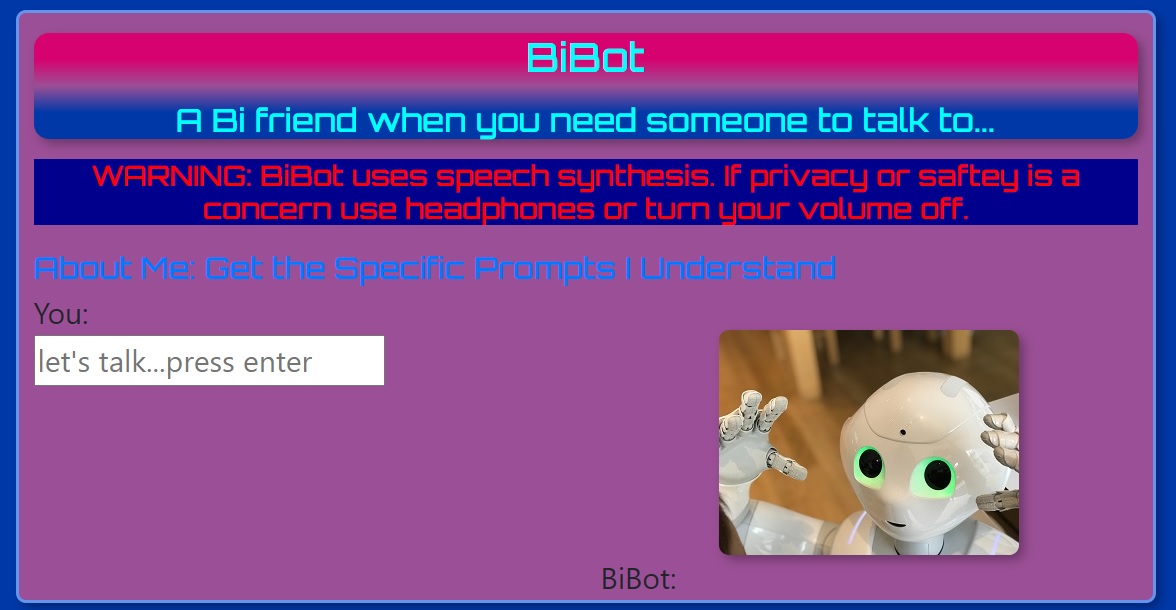 BiBot
A Bi friend when you need someone to talk to...
WARNING: BiBot uses speech synthesis. If privacy or saftey is a
concern use headphones or turn your volume off.
About Me: Get the Specific Prompts I Understand
You:
let's talk...press enter
BiBot: